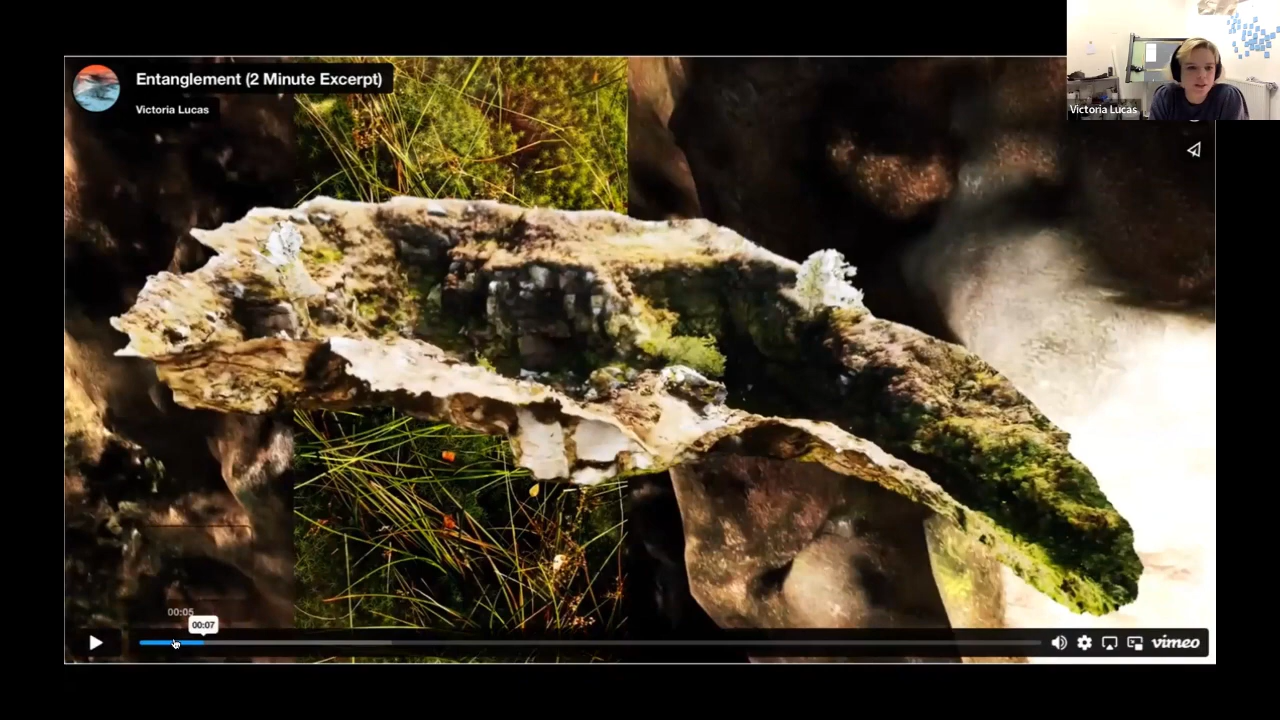 Entanglement (2 Minute Excerpt)
Victoria Lucas
Victoria Lucas
00:05
00:07
vimeo